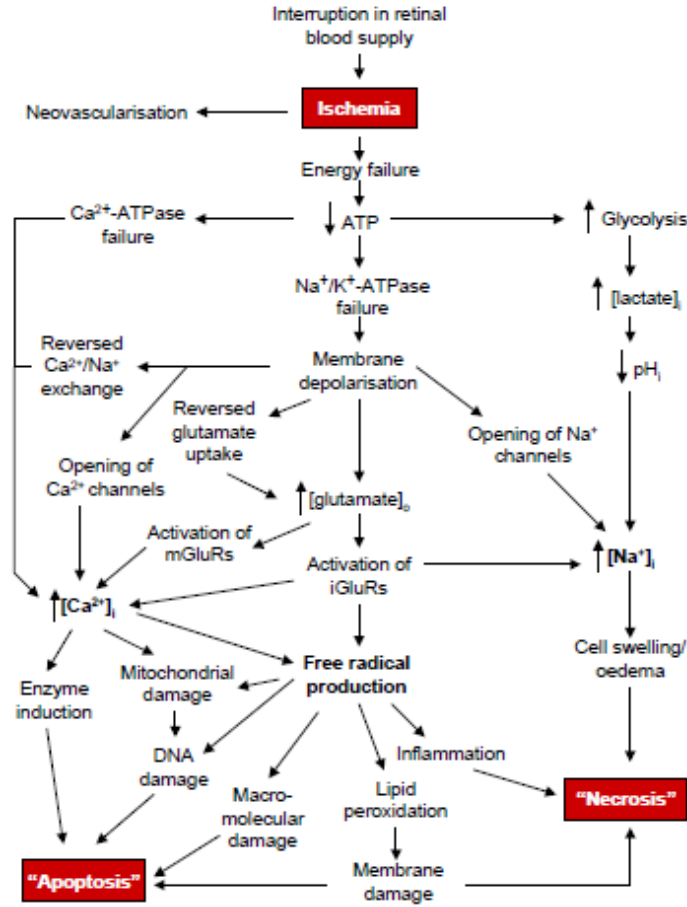 Interruption in retinal
blood supply
Ischemia
Neovascularisation
Energy failure
Ca²⁺-ATPase
failure
↓ ATP
↑ Glycolysis
Na⁺/K⁺-ATPase
failure
↑ [lactate]ᵢ
Reversed
Ca²⁺/Na⁺
exchange
Membrane
depolarisation
↓ pHᵢ
Reversed
glutamate
uptake
Opening of Na⁺
channels
Opening of
Ca²⁺ channels
↑ [glutamate]ₒ
Activation of
mGluRs
Activation of
iGluRs
↑ [Na⁺]ᵢ
↑ [Ca²⁺]ᵢ
Cell swelling/
oedema
Enzyme
induction
Mitochondrial
damage
Free radical
production
DNA
damage
Inflammation
Macro-
molecular
damage
Lipid
peroxidation
"Necrosis"
"Apoptosis"
Membrane
damage